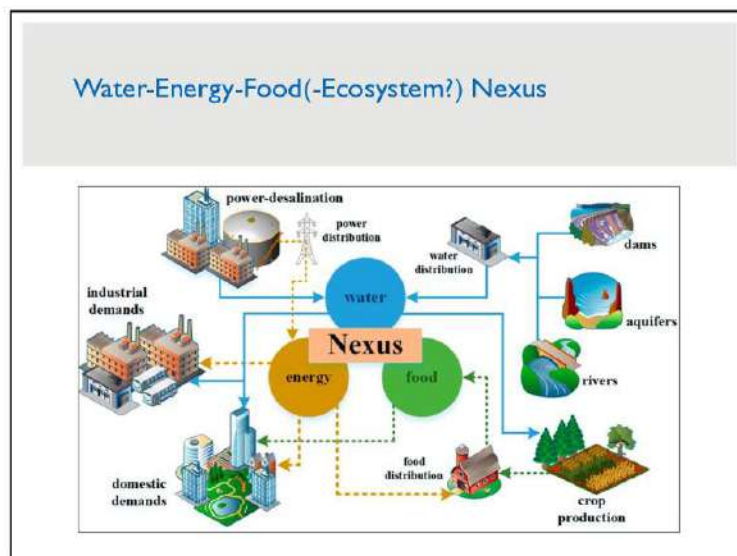 Water-Energy-Food(-Ecosystem?) Nexus
power-desalination
power
distribution
water
distribution
dams
industrial
demands
water
aquifers
Nexus
energy
food
rivers
domestic
demands
food
distribution
crop
production